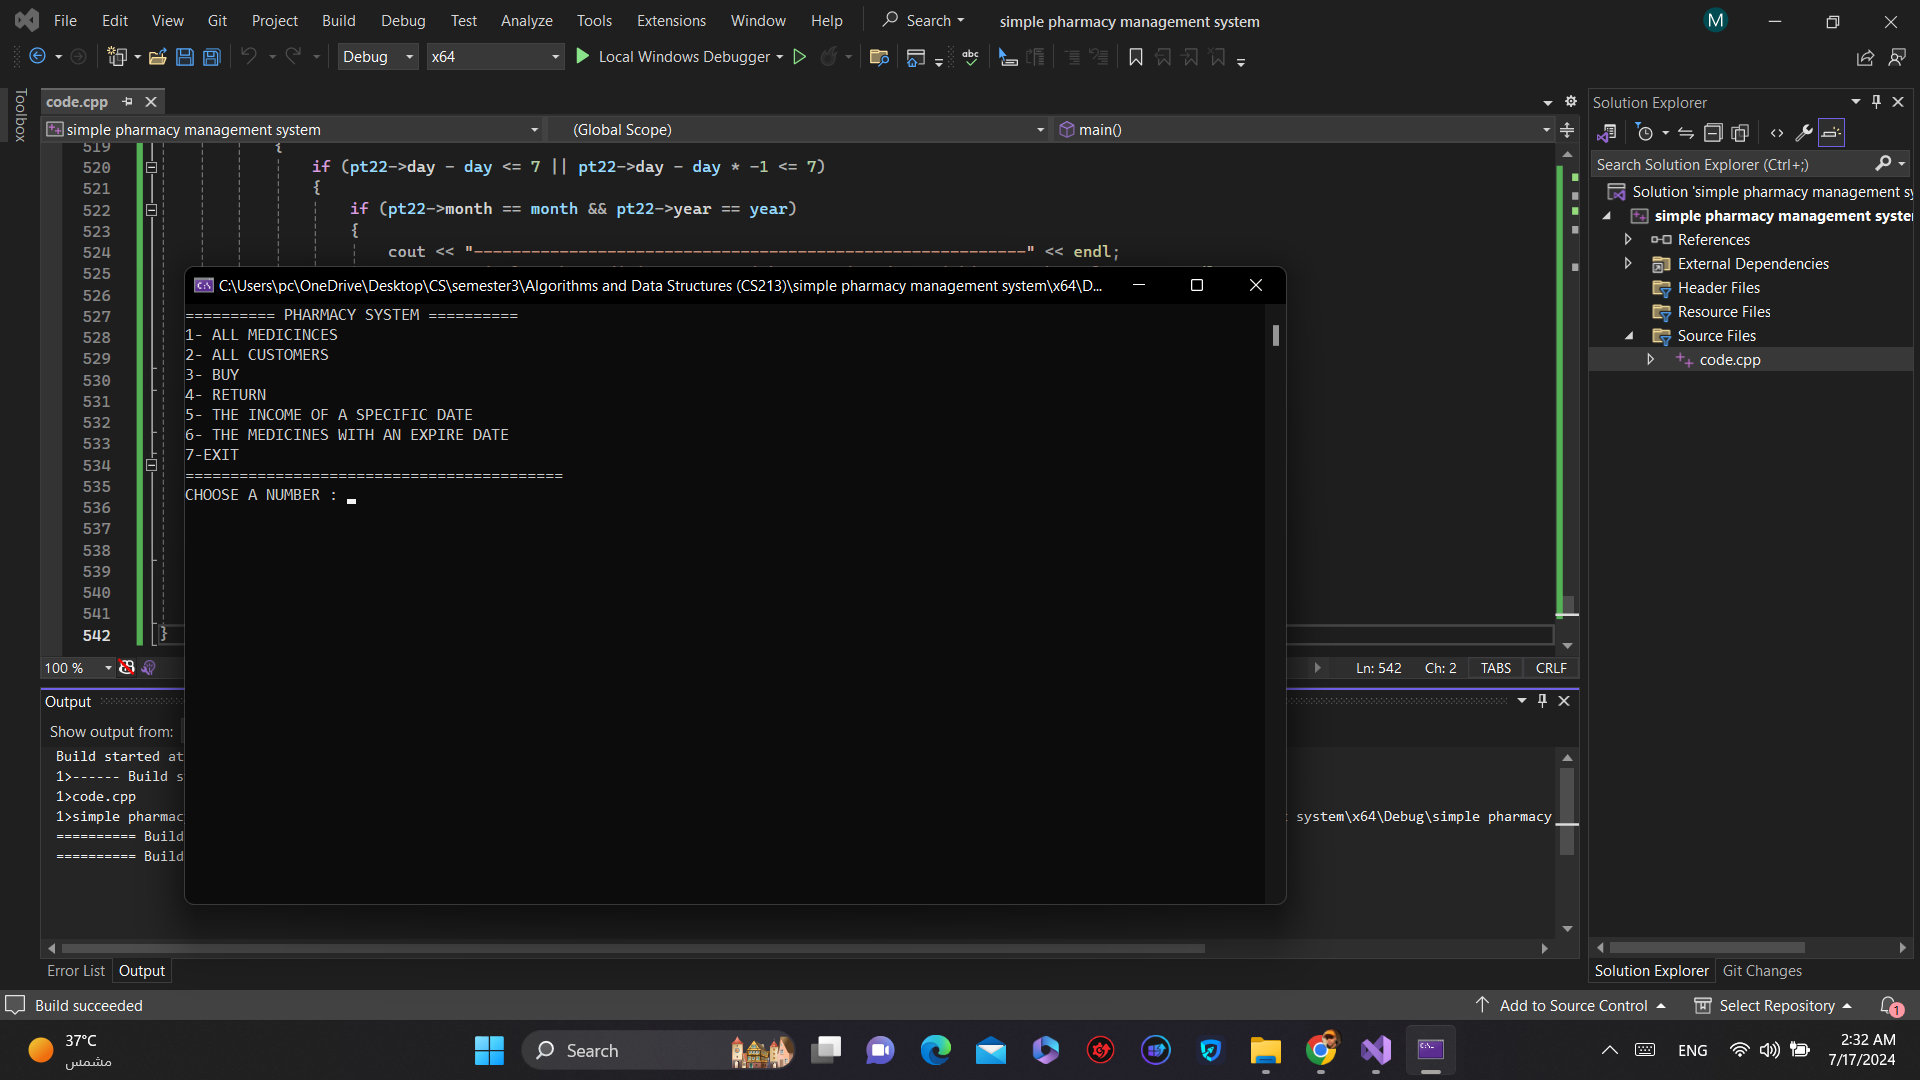 File Edit View Git Project Build Debug Test Analyze Tools Extensions Window Help Search simple pharmacy management system M
Debug x64 Local Windows Debugger
Toolbox
code.cpp
simple pharmacy management system (Global Scope) main()
519 {
520 if (pt22->day - day <= 7 || pt22->day - day * -1 <= 7)
521 {
522 if (pt22->month == month && pt22->year == year)
523 {
524 cout << "----------------------------------------------------------" << endl;
525
526
527
528
529
530
531
532
533
534
535
536
537
538
539
540
541
542 }
C:\Users\pc\OneDrive\Desktop\CS\semester3\Algorithms and Data Structures (CS213)\simple pharmacy management system\x64\D...
========== PHARMACY SYSTEM ==========
1- ALL MEDICINCES
2- ALL CUSTOMERS
3- BUY
4- RETURN
5- THE INCOME OF A SPECIFIC DATE
6- THE MEDICINES WITH AN EXPIRE DATE
7-EXIT
==========================================
CHOOSE A NUMBER :
100 % Ln: 542 Ch: 2 TABS CRLF
Output
Show output from:
Build started at
1>------ Build s
1>code.cpp
1>simple pharmac system\x64\Debug\simple pharmacy
========== Build
========== Build
Error List Output
Solution Explorer
Search Solution Explorer (Ctrl+;)
Solution 'simple pharmacy management sy
simple pharmacy management syste
References
External Dependencies
Header Files
Resource Files
Source Files
code.cpp
Solution Explorer Git Changes
Build succeeded Add to Source Control Select Repository 1
37°C
مشمس
Search
ENG
2:32 AM
7/17/2024